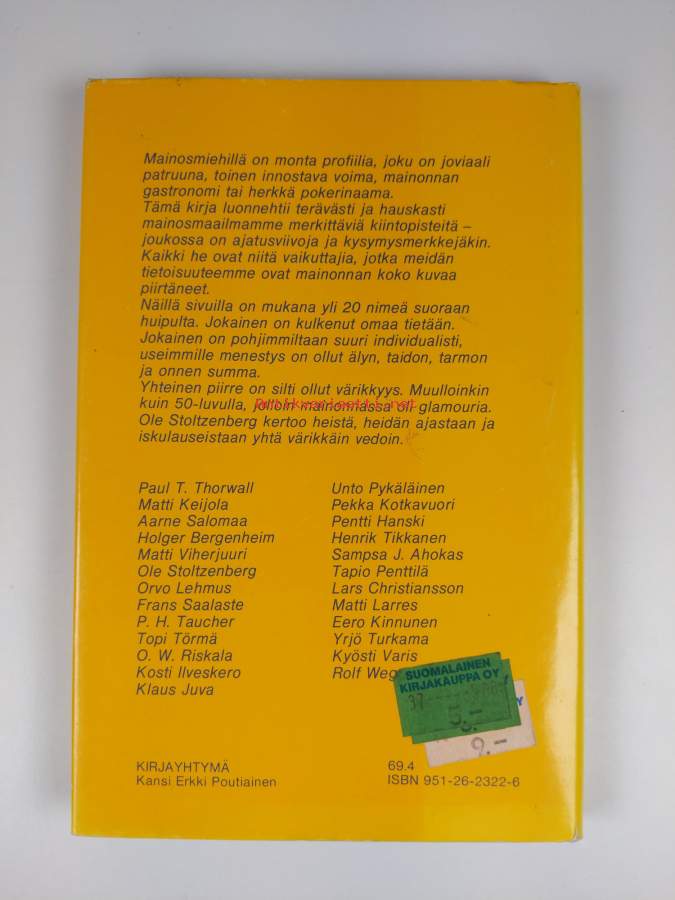 Mainosmiehillä on monta profiilia, joku on joviaali
patruuna, toinen innostava voima, mainonnan
gastronomi tai herkkä pokerinaama.
Tämä kirja luonnehtii terävästi ja hauskasti
mainosmaailmamme merkittäviä kiintopisteitä –
joukossa on ajatusviivoja ja kysymysmerkkejäkin.
Kaikki he ovat niitä vaikuttajia, jotka meidän
tietoisuuteemme ovat mainonnan koko kuvaa
piirtäneet.
Näillä sivuilla on mukana yli 20 nimeä suoraan
huipulta. Jokainen on kulkenut omaa tietään.
Jokainen on pohjimmiltaan suuri individualisti,
useimmille menestys on ollut älyn, taidon, tarmon
ja onnen summa.
Yhteinen piirre on silti ollut värikkyys. Muulloinkin
kuin 50-luvulla, jolloin mainonnassa oli glamouria.
Ole Stoltzenberg kertoo heistä, heidän ajastaan ja
iskulauseistaan yhtä värikkäin vedoin.
Paul T. Thorwall
Matti Keijola
Aarne Salomaa
Holger Bergenheim
Matti Viherjuuri
Ole Stoltzenberg
Orvo Lehmus
Frans Saalaste
P. H. Taucher
Topi Törmä
O. W. Riskala
Kosti Ilveskero
Klaus Juva
Unto Pykäläinen
Pekka Kotkavuori
Pentti Hanski
Henrik Tikkanen
Sampsa J. Ahokas
Tapio Penttilä
Lars Christiansson
Matti Larres
Eero Kinnunen
Yrjö Turkama
Kyösti Varis
Rolf Weg
SUOMALAINEN
KIRJAKAUPPA OY
37
5.-
Y
9.-
KIRJAYHTYMÄ
Kansi Erkki Poutiainen
69.4
ISBN 951-26-2322-6